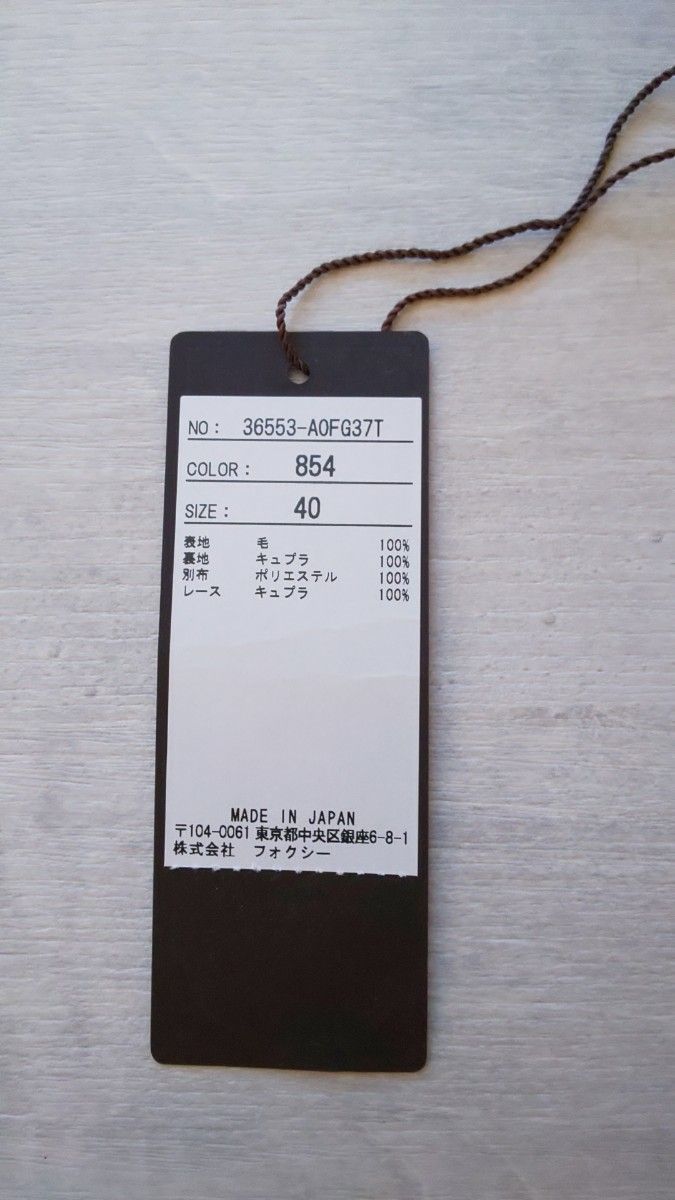 NO： 36553-A0FG37T
COLOR： 854
SIZE： 40
表地 毛 100%
裏地 キュプラ 100%
別布 ポリエステル 100%
レース キュプラ 100%
MADE IN JAPAN
〒104-0061 東京都中央区銀座6-8-1
株式会社 フォクシー